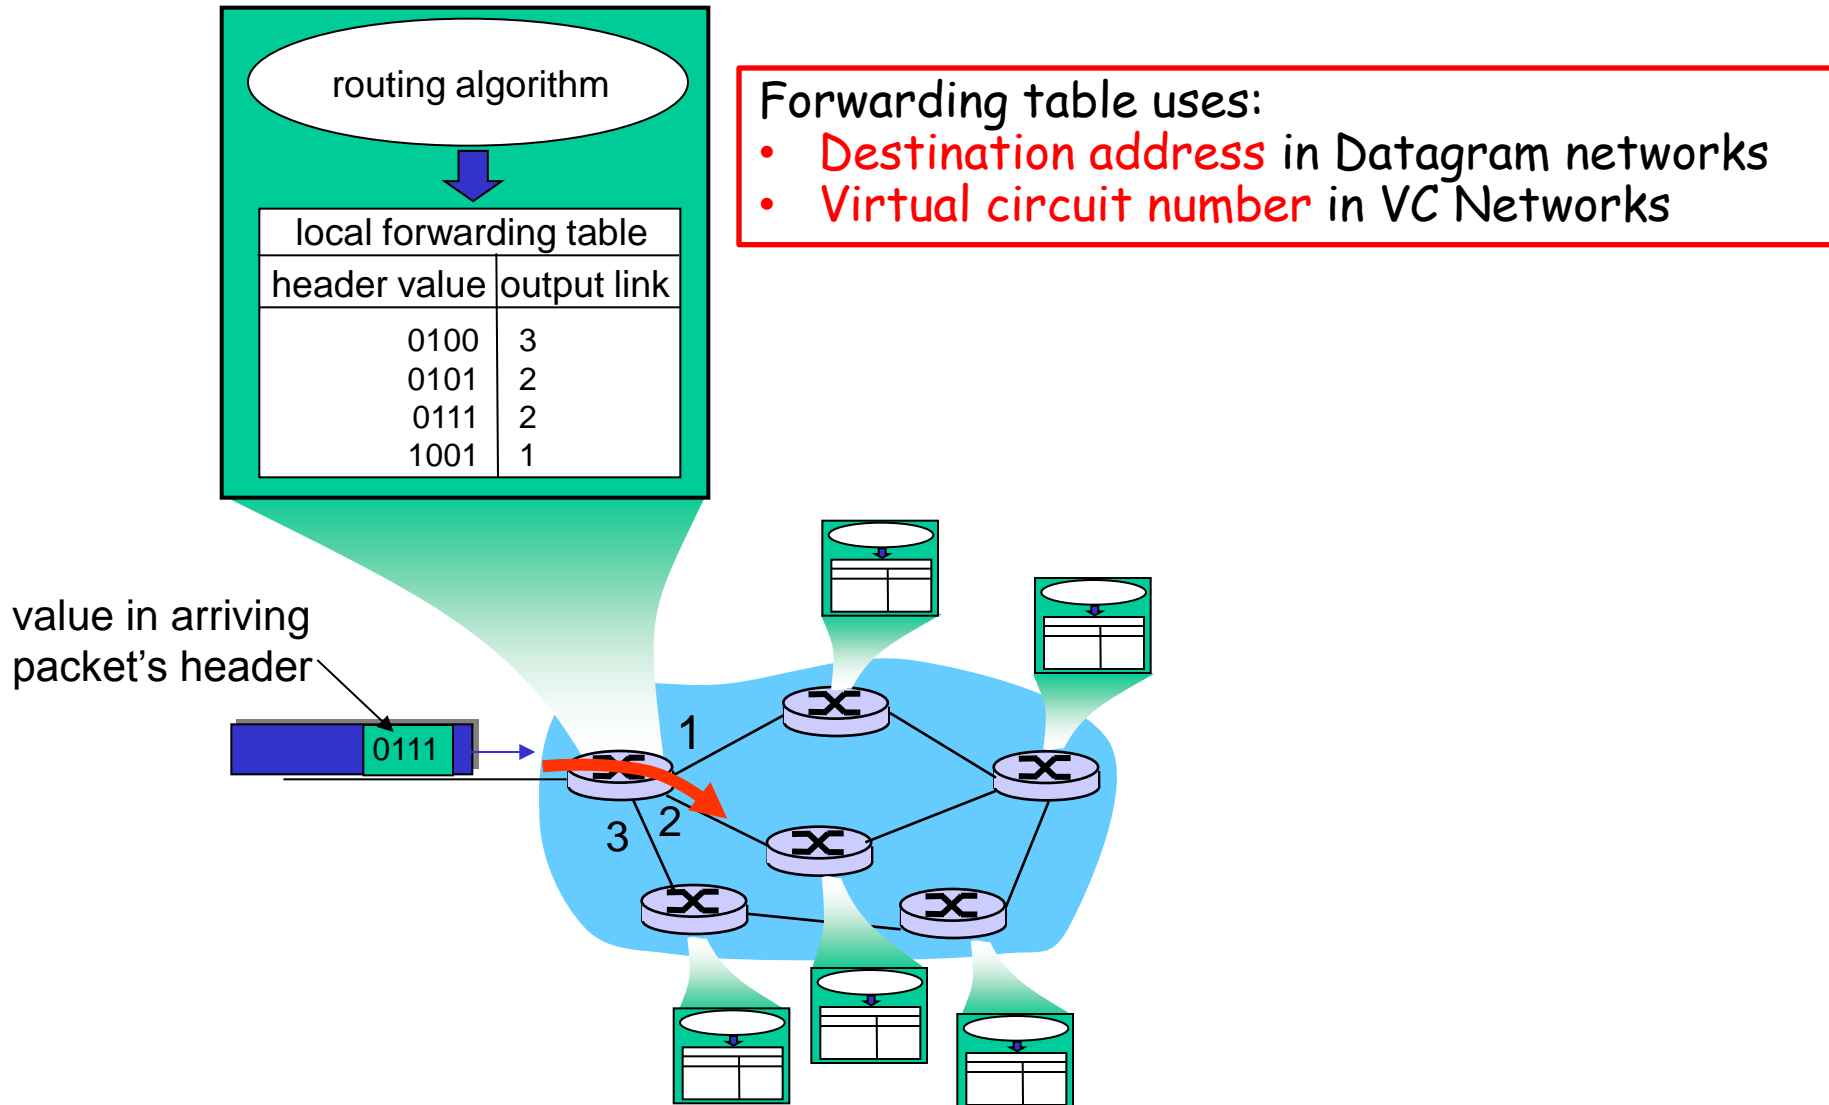 routing algorithm
local forwarding table
header value output link
0100 3
0101 2
0111 2
1001 1
Forwarding table uses:
• Destination address in Datagram networks
• Virtual circuit number in VC Networks
value in arriving
packet's header
0111
1
2
3